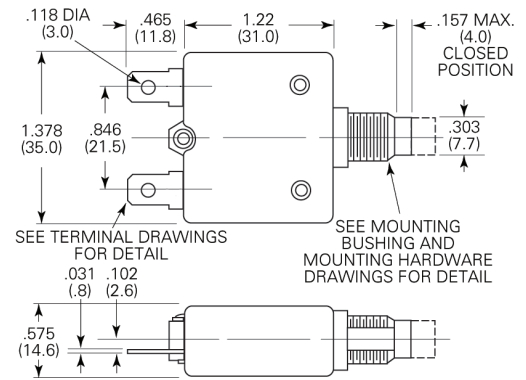 .118 DIA
(3.0)
.465
(11.8)
1.22
(31.0)
.157 MAX.
(4.0)
CLOSED
POSITION
1.378
(35.0)
.846
(21.5)
.303
(7.7)
SEE TERMINAL DRAWINGS
FOR DETAIL
SEE MOUNTING
BUSHING AND
MOUNTING HARDWARE
DRAWINGS FOR DETAIL
.031
(.8)
.102
(2.6)
.575
(14.6)